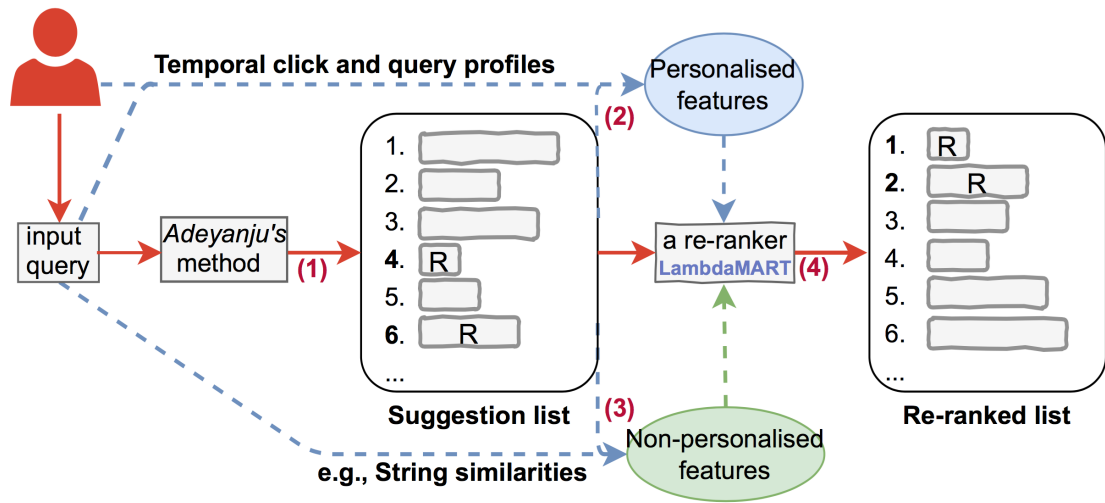 Temporal click and query profiles
Personalised
features
(2)
input
query
Adeyanju's
method
(1)
1.
2.
3.
4. R
5.
6. R
...
Suggestion list
a re-ranker
LambdaMART
(4)
1. R
2. R
3.
4.
5.
6.
...
Re-ranked list
(3)
Non-personalised
features
e.g., String similarities